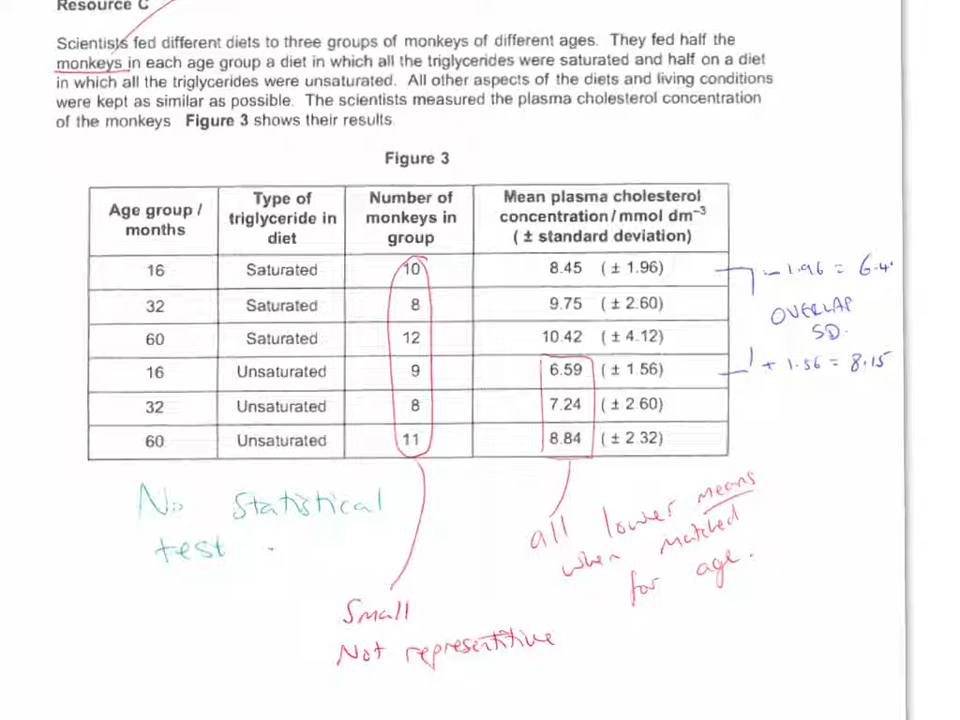 Resource C
Scientists fed different diets to three groups of monkeys of different ages. They fed half the
monkeys in each age group a diet in which all the triglycerides were saturated and half on a diet
in which all the triglycerides were unsaturated. All other aspects of the diets and living conditions
were kept as similar as possible. The scientists measured the plasma cholesterol concentration
of the monkeys Figure 3 shows their results
Figure 3
Age group / months Type of triglyceride in diet Number of monkeys in group Mean plasma cholesterol concentration / mmol dm⁻³ ( ± standard deviation)
16 Saturated 10 8.45 ( ± 1.96)
32 Saturated 8 9.75 ( ± 2.60)
60 Saturated 12 10.42 ( ± 4.12)
16 Unsaturated 9 6.59 ( ± 1.56)
32 Unsaturated 8 7.24 ( ± 2 60)
60 Unsaturated 11 8.84 ( ± 2 32)
- 1.96 = 6.4
OVERLAP
SD.
+ 1.56 = 8.15
No statistical
test
all lower means
when matched
for age.
Small
Not representitive